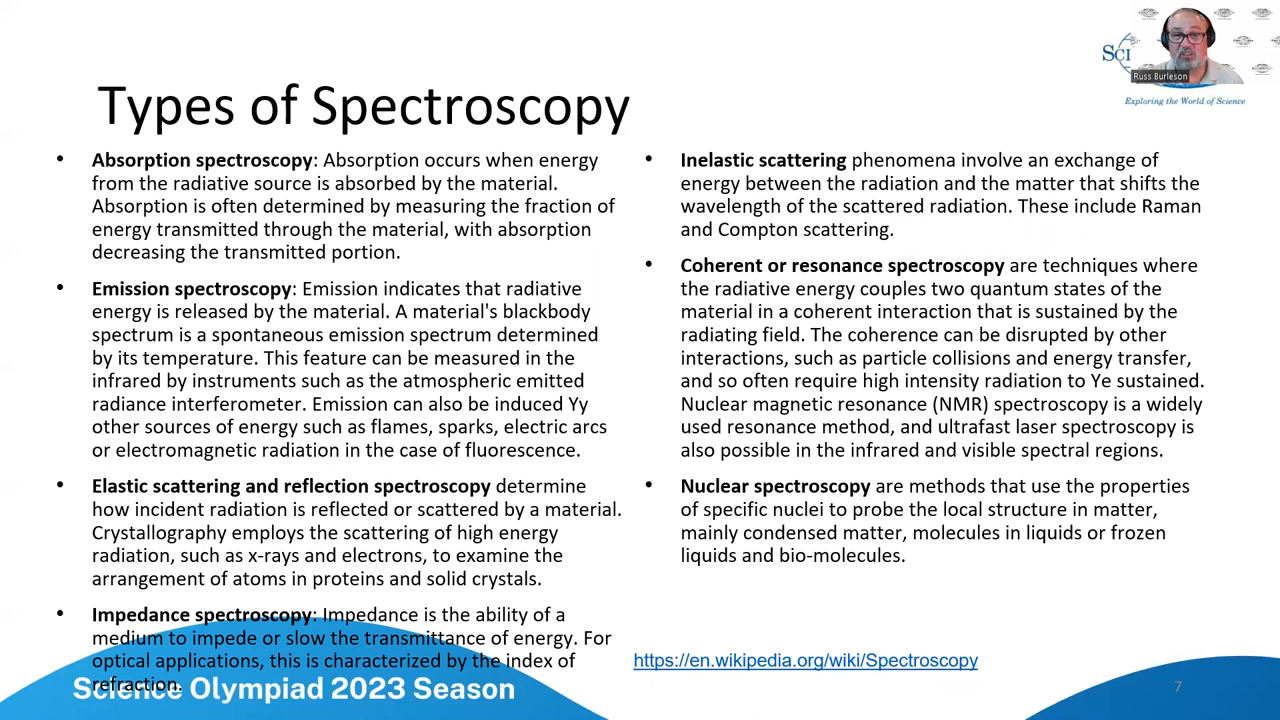 Types of Spectroscopy
• Absorption spectroscopy: Absorption occurs when energy
from the radiative source is absorbed by the material.
Absorption is often determined by measuring the fraction of
energy transmitted through the material, with absorption
decreasing the transmitted portion.
• Emission spectroscopy: Emission indicates that radiative
energy is released by the material. A material's blackbody
spectrum is a spontaneous emission spectrum determined
by its temperature. This feature can be measured in the
infrared by instruments such as the atmospheric emitted
radiance interferometer. Emission can also be induced Yy
other sources of energy such as flames, sparks, electric arcs
or electromagnetic radiation in the case of fluorescence.
• Elastic scattering and reflection spectroscopy determine
how incident radiation is reflected or scattered by a material.
Crystallography employs the scattering of high energy
radiation, such as x-rays and electrons, to examine the
arrangement of atoms in proteins and solid crystals.
• Impedance spectroscopy: Impedance is the ability of a
medium to impede or slow the transmittance of energy. For
optical applications, this is characterized by the index of
refraction.
• Inelastic scattering phenomena involve an exchange of
energy between the radiation and the matter that shifts the
wavelength of the scattered radiation. These include Raman
and Compton scattering.
• Coherent or resonance spectroscopy are techniques where
the radiative energy couples two quantum states of the
material in a coherent interaction that is sustained by the
radiating field. The coherence can be disrupted by other
interactions, such as particle collisions and energy transfer,
and so often require high intensity radiation to Ye sustained.
Nuclear magnetic resonance (NMR) spectroscopy is a widely
used resonance method, and ultrafast laser spectroscopy is
also possible in the infrared and visible spectral regions.
• Nuclear spectroscopy are methods that use the properties
of specific nuclei to probe the local structure in matter,
mainly condensed matter, molecules in liquids or frozen
liquids and bio-molecules.
https://en.wikipedia.org/wiki/Spectroscopy
Science Olympiad 2023 Season
7
Sci
Russ Burleson
Exploring the World of Science